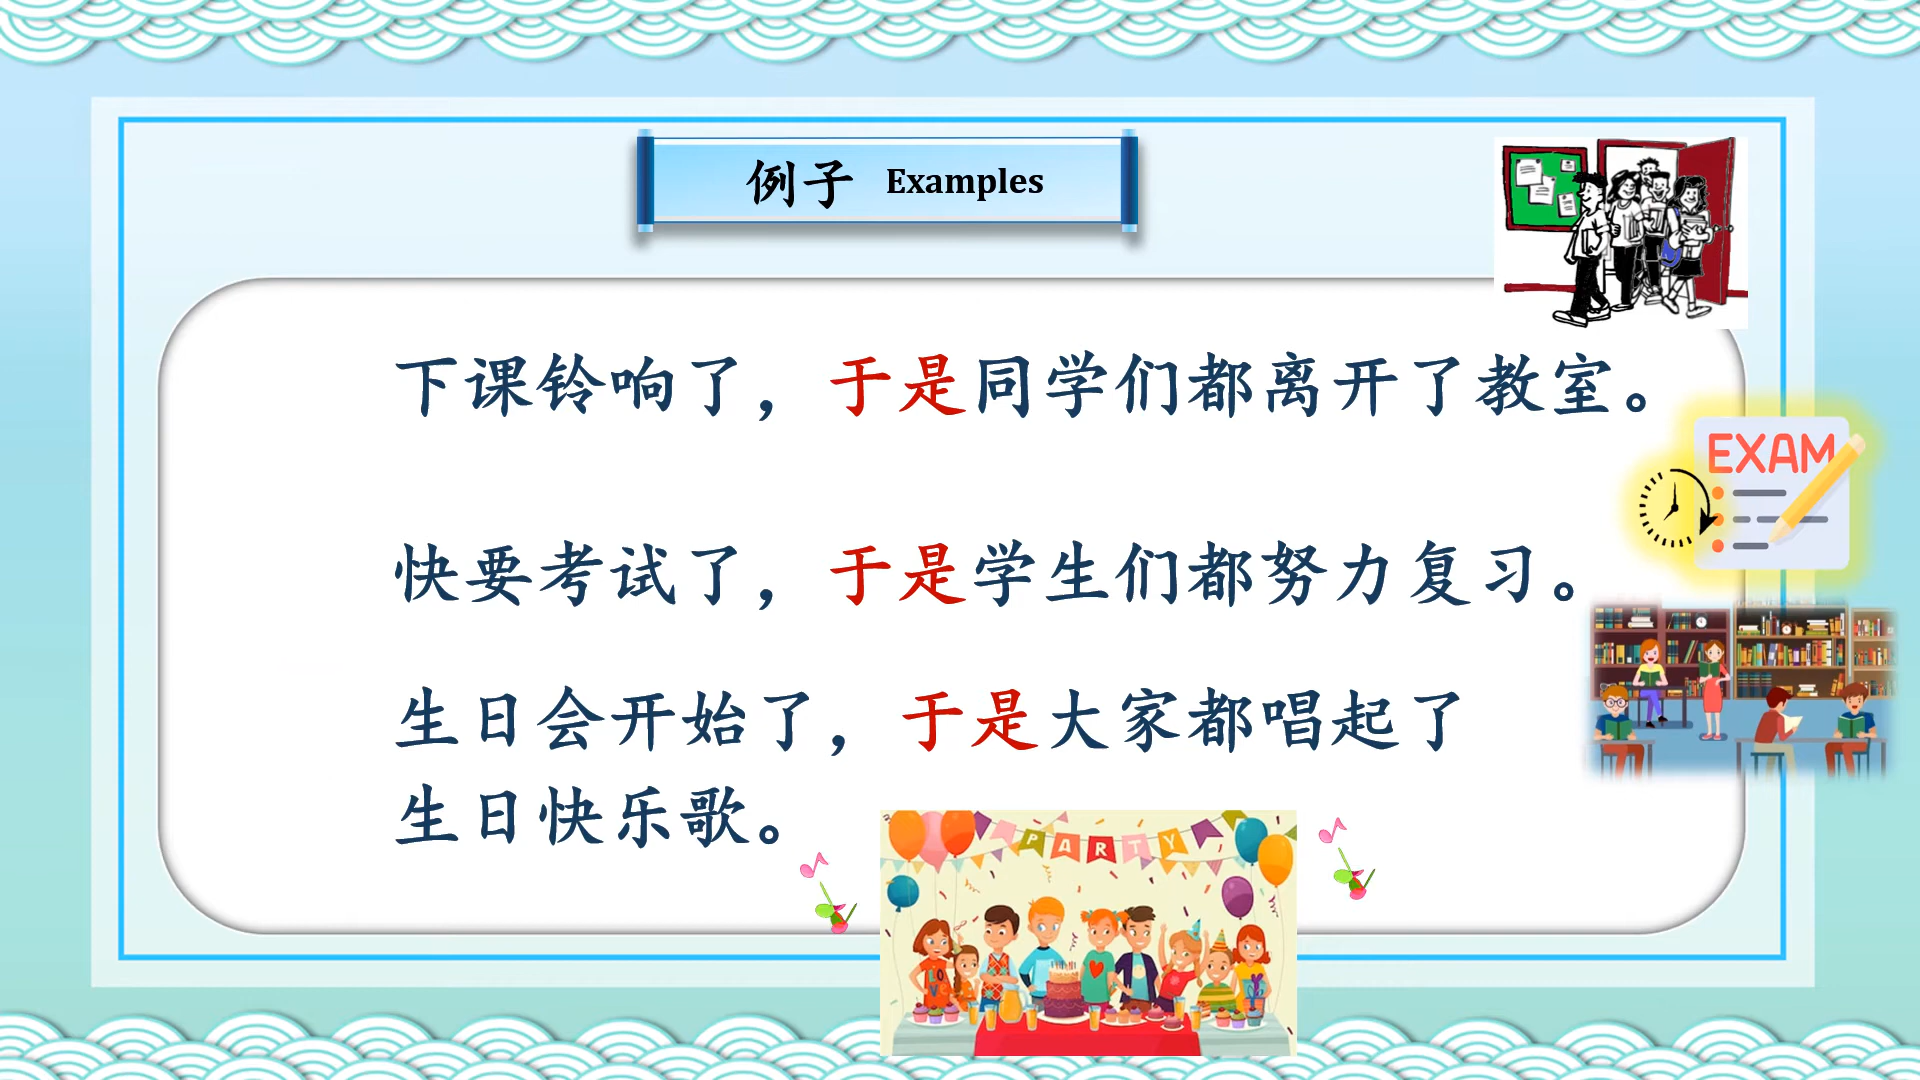 例子 Examples
下课铃响了，于是同学们都离开了教室。
EXAM
快要考试了，于是学生们都努力复习。
生日会开始了，于是大家都唱起了
生日快乐歌。
PARTY